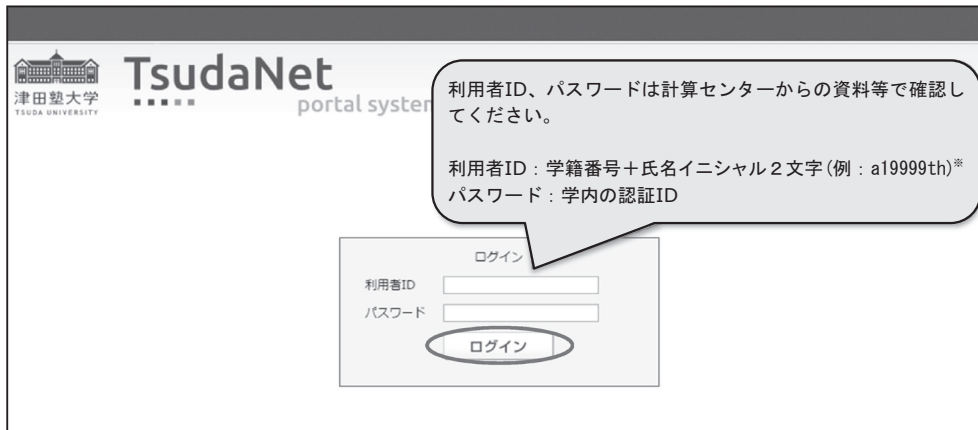 津田塾大学
TSUDA UNIVERSITY
TsudaNet
portal system
利用者ID、パスワードは計算センターからの資料等で確認し
てください。
利用者ID：学籍番号＋氏名イニシャル２文字(例：a19999th)※
パスワード：学内の認証ID
ログイン
利用者ID
パスワード
ログイン